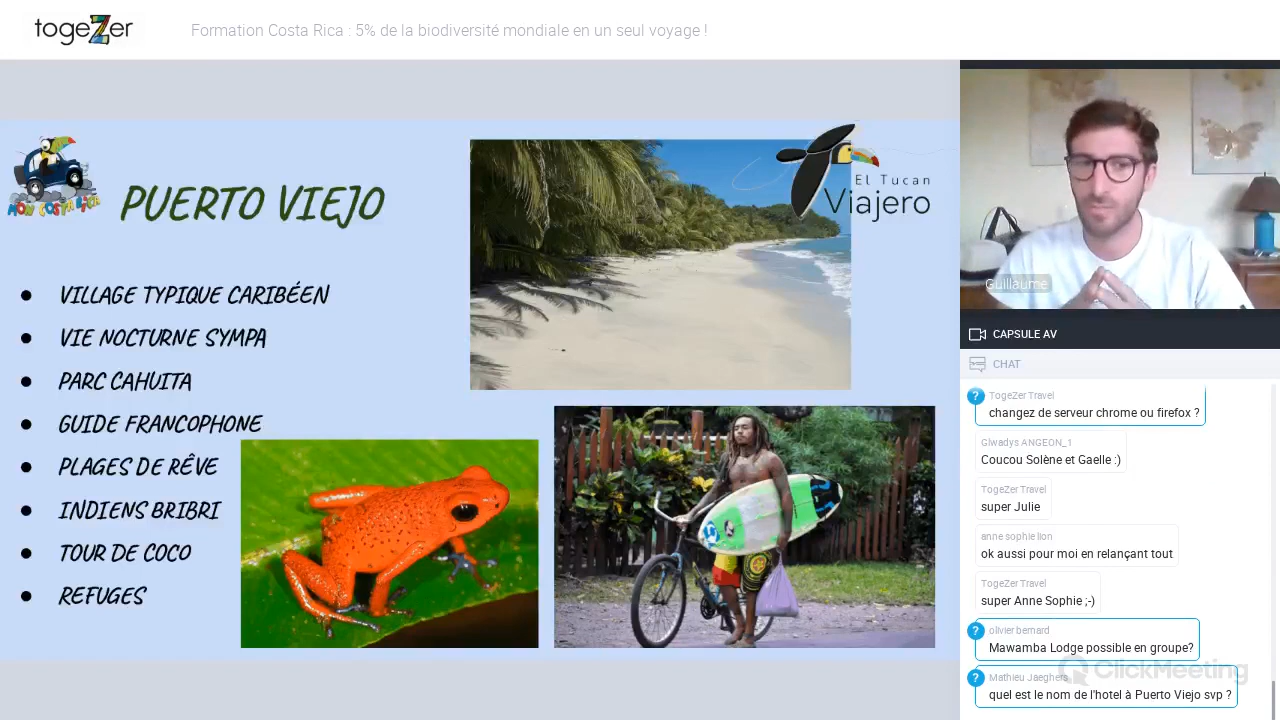 togeZer
Formation Costa Rica : 5% de la biodiversité mondiale en un seul voyage !
MON COSTA RICA
PUERTO VIEJO
El Tucan
Viajero
VILLAGE TYPIQUE CARIBÉEN
VIE NOCTURNE SYMPA
PARC CAHUITA
GUIDE FRANCOPHONE
PLAGES DE RÊVE
INDIENS BRIBRI
TOUR DE COCO
REFUGES
Guillaume
CAPSULE AV
CHAT
TogeZer Travel
changez de serveur chrome ou firefox ?
Glwadys ANGEON_1
Coucou Solène et Gaelle :)
TogeZer Travel
super Julie
anne sophie lion
ok aussi pour moi en relançant tout
TogeZer Travel
super Anne Sophie ;-)
olivier bernard
Mawamba Lodge possible en groupe?
ClickMeeting
Mathieu Jaeghers
quel est le nom de l'hotel à Puerto Viejo svp ?